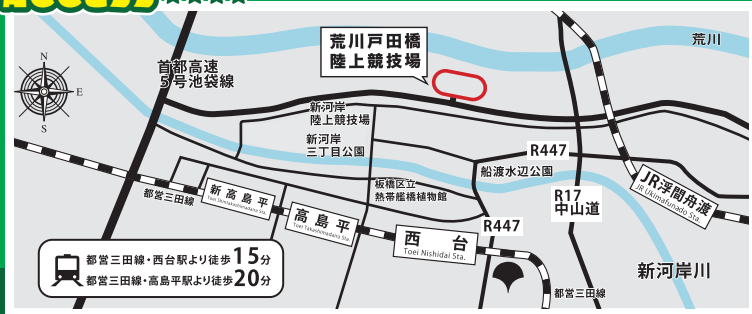 N
E
S
首都高速
5号池袋線
荒川戸田橋
陸上競技場
荒川
新河岸
陸上競技場
新河岸
三丁目公園
R447
船渡水辺公園
板橋区立
熱帯艦橋植物館
R17
中山道
JR浮間舟渡
JR Ukimafunado Sta.
都営三田線
新高島平
Toei Shintakashimadaira Sta.
高島平
Toei Takashimadaira Sta.
西台
Toei Nishidai Sta.
R447
新河岸川
都営三田線
都営三田線・西台駅より徒歩15分
都営三田線・高島平駅より徒歩20分